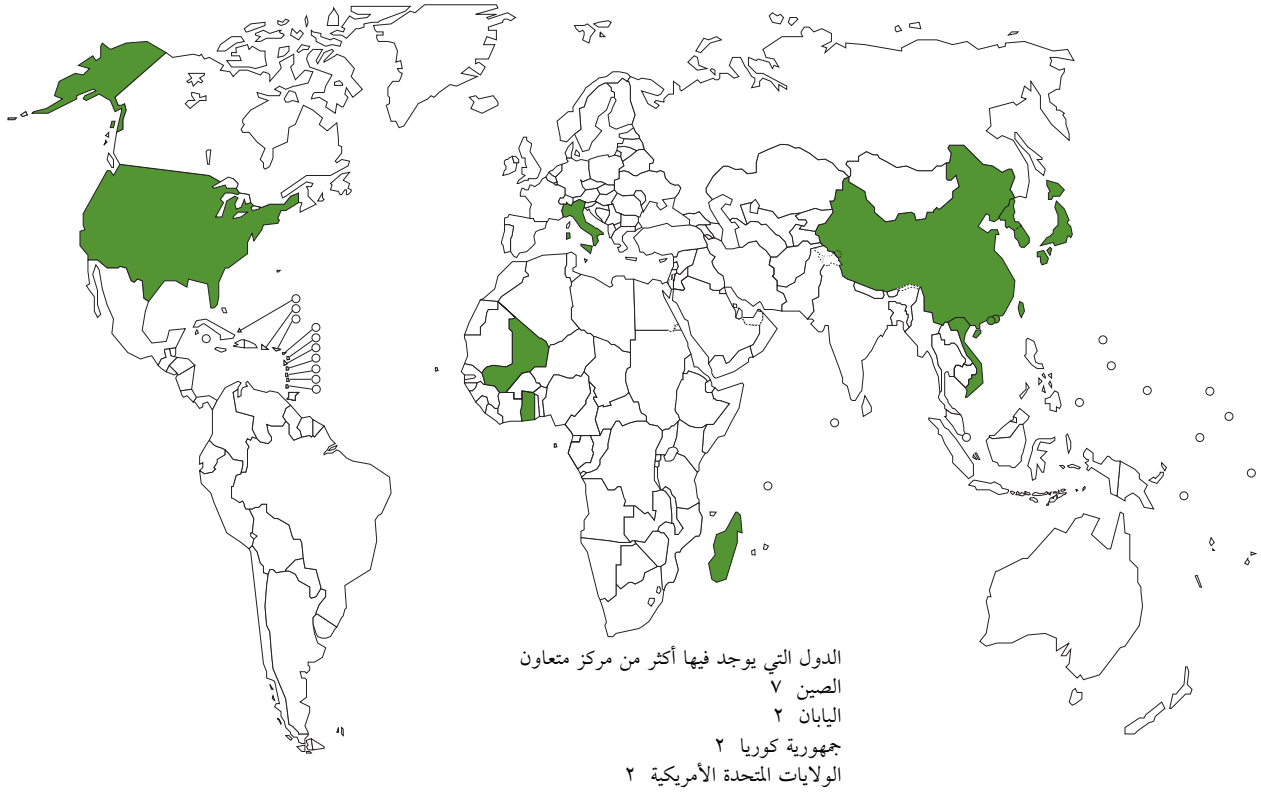 الدول التي يوجد فيها أكثر من مركز متعاون
الصين ٧
اليابان ٢
جمهورية كوريا ٢
الولايات المتحدة الأمريكية ٢